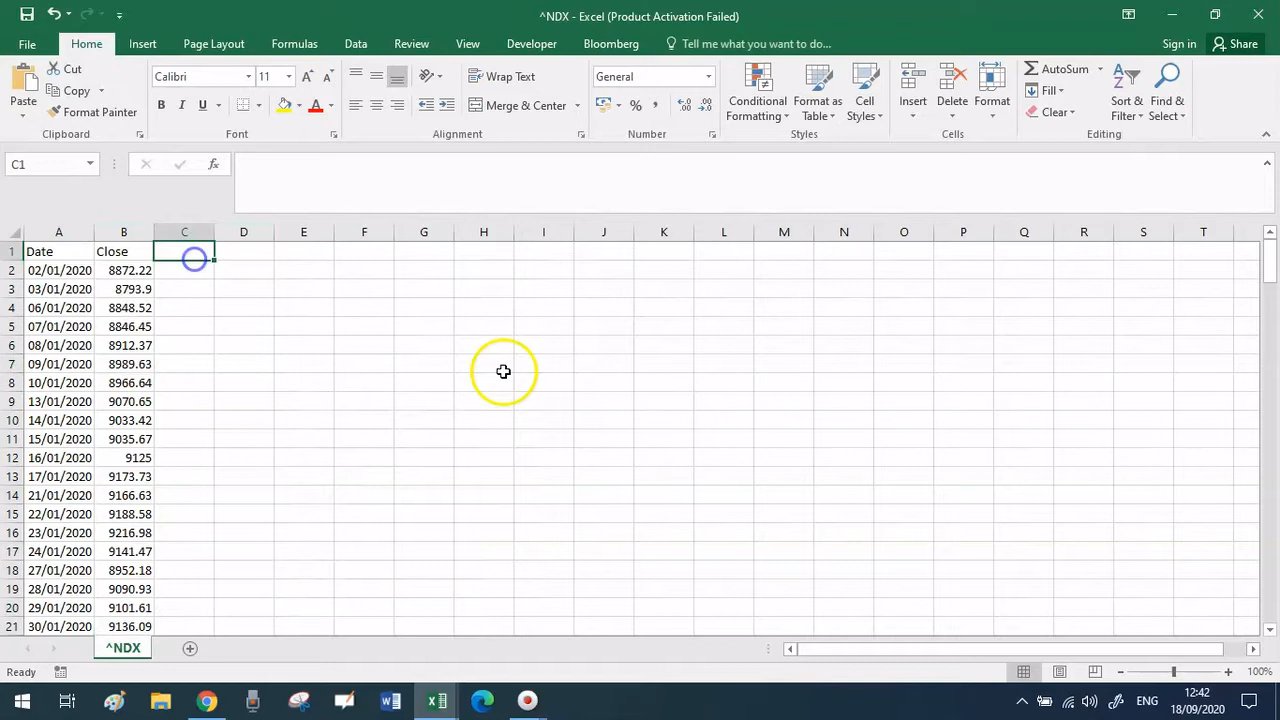 ^NDX - Excel (Product Activation Failed)
File Home Insert Page Layout Formulas Data Review View Developer Bloomberg Tell me what you want to do... Sign in Share
Paste
Cut
Copy
Format Painter
Clipboard
Calibri 11
B I U
A
Font
Wrap Text
Merge & Center
Alignment
General
%
Number
Conditional Formatting
Format as Table
Cell Styles
Styles
Insert
Delete
Format
Cells
AutoSum
Fill
Clear
Sort & Filter
Find & Select
Editing
C1 fx
A B C D E F G H I J K L M N O P Q R S T
1 Date Close
2 02/01/2020 8872.22
3 03/01/2020 8793.9
4 06/01/2020 8848.52
5 07/01/2020 8846.45
6 08/01/2020 8912.37
7 09/01/2020 8989.63
8 10/01/2020 8966.64
9 13/01/2020 9070.65
10 14/01/2020 9033.42
11 15/01/2020 9035.67
12 16/01/2020 9125
13 17/01/2020 9173.73
14 21/01/2020 9166.63
15 22/01/2020 9188.58
16 23/01/2020 9216.98
17 24/01/2020 9141.47
18 27/01/2020 8952.18
19 28/01/2020 9090.93
20 29/01/2020 9101.61
21 30/01/2020 9136.09
^NDX
Ready 100%
ENG 12:42
18/09/2020